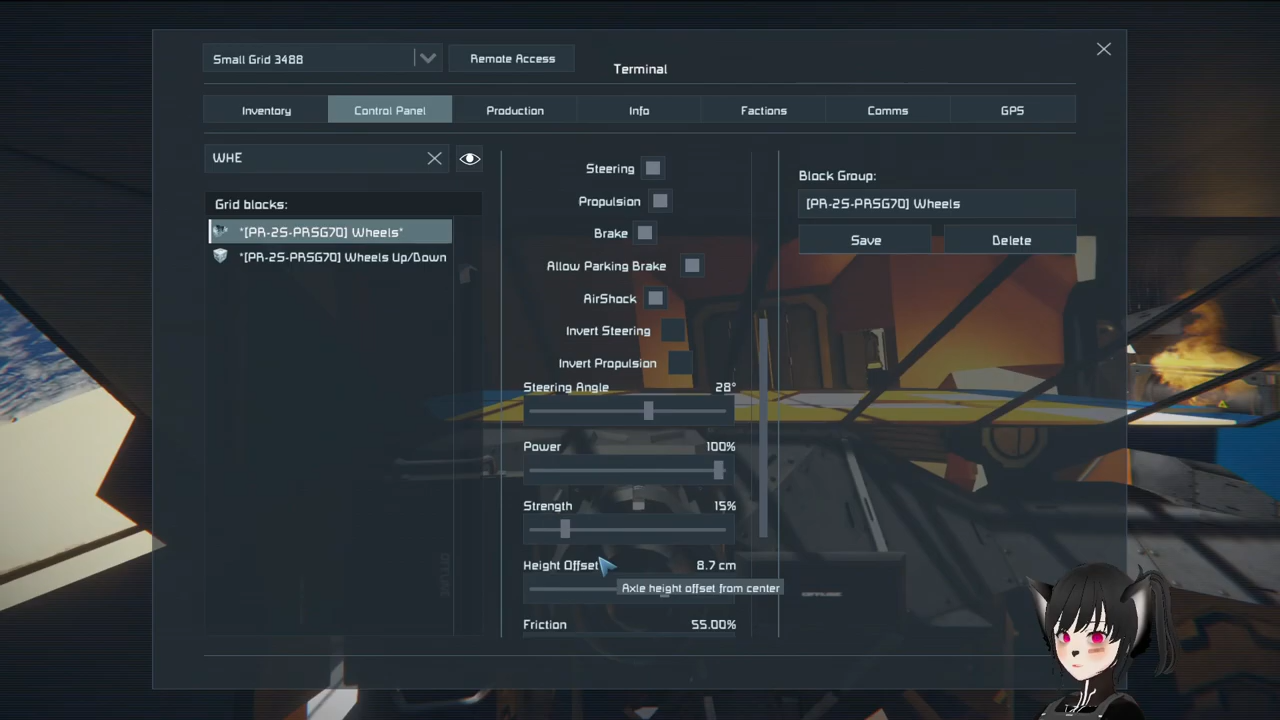 Small Grid 3488
Remote Access
Terminal
Inventory
Control Panel
Production
Info
Factions
Comms
GPS
WHE
Grid blocks:
*[PR-2S-PRSG70] Wheels*
*[PR-2S-PRSG70] Wheels Up/Down
Steering
Propulsion
Brake
Allow Parking Brake
AirShock
Invert Steering
Invert Propulsion
Steering Angle 28°
Power 100%
Strength 15%
Height Offset 8.7 cm
Axle height offset from center
Friction 55.00%
Block Group:
[PR-2S-PRSG70] Wheels
Save
Delete